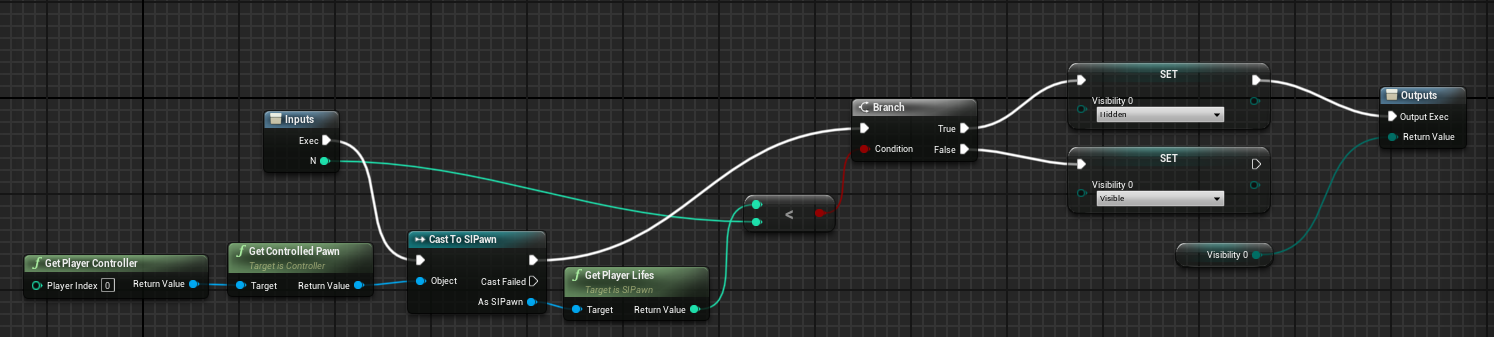 Inputs
Exec
N
Get Player Controller
Player Index 0
Return Value
Get Controlled Pawn
Target is Controller
Target Return Value
Cast To SIPawn
Object
Cast Failed
As SIPawn
Get Player Lifes
Target is SIPawn
Target Return Value
<
Branch
True
Condition False
SET
Visibility 0
Hidden
SET
Visibility 0
Visible
Visibility 0
Outputs
Output Exec
Return Value